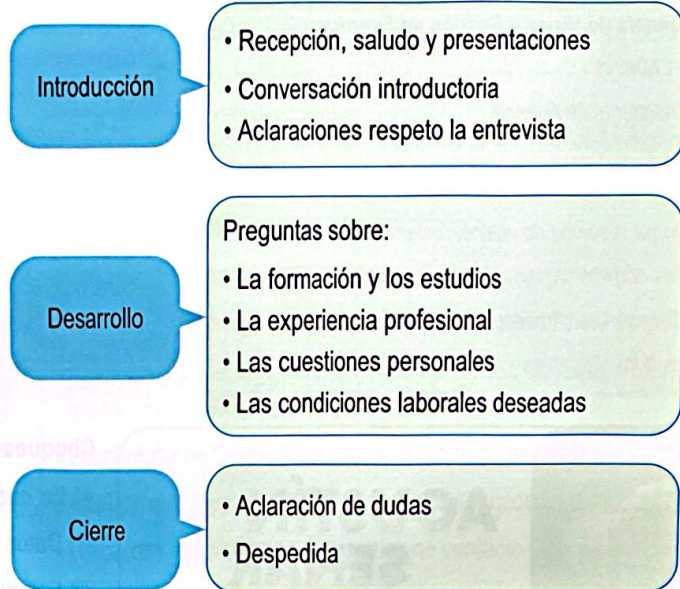 Introducción
• Recepción, saludo y presentaciones
• Conversación introductoria
• Aclaraciones respeto la entrevista
Desarrollo
Preguntas sobre:
• La formación y los estudios
• La experiencia profesional
• Las cuestiones personales
• Las condiciones laborales deseadas
Cierre
• Aclaración de dudas
• Despedida